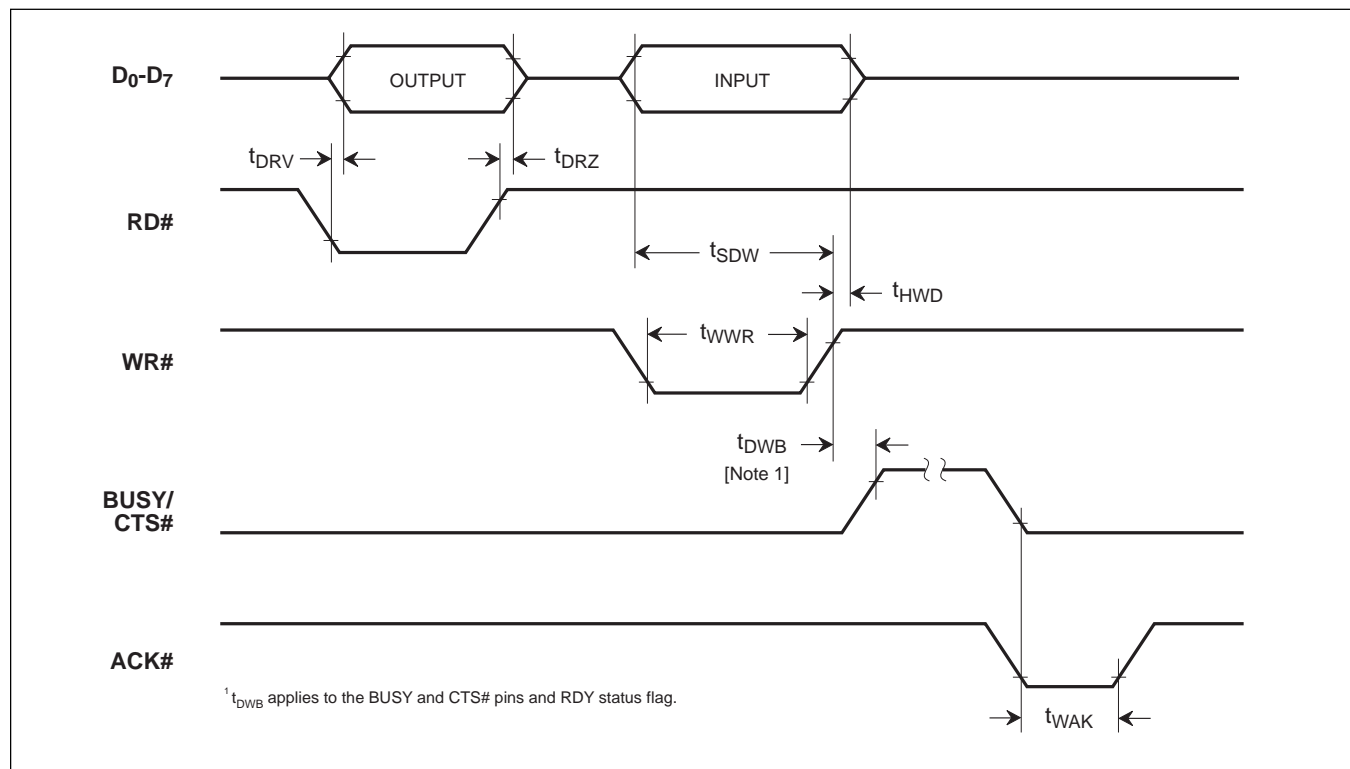 D0-D7
OUTPUT
INPUT
tDRV
tDRZ
RD#
tSDW
tHWD
tWWR
WR#
tDWB
[Note 1]
BUSY/
CTS#
ACK#
1 tDWB applies to the BUSY and CTS# pins and RDY status flag.
tWAK